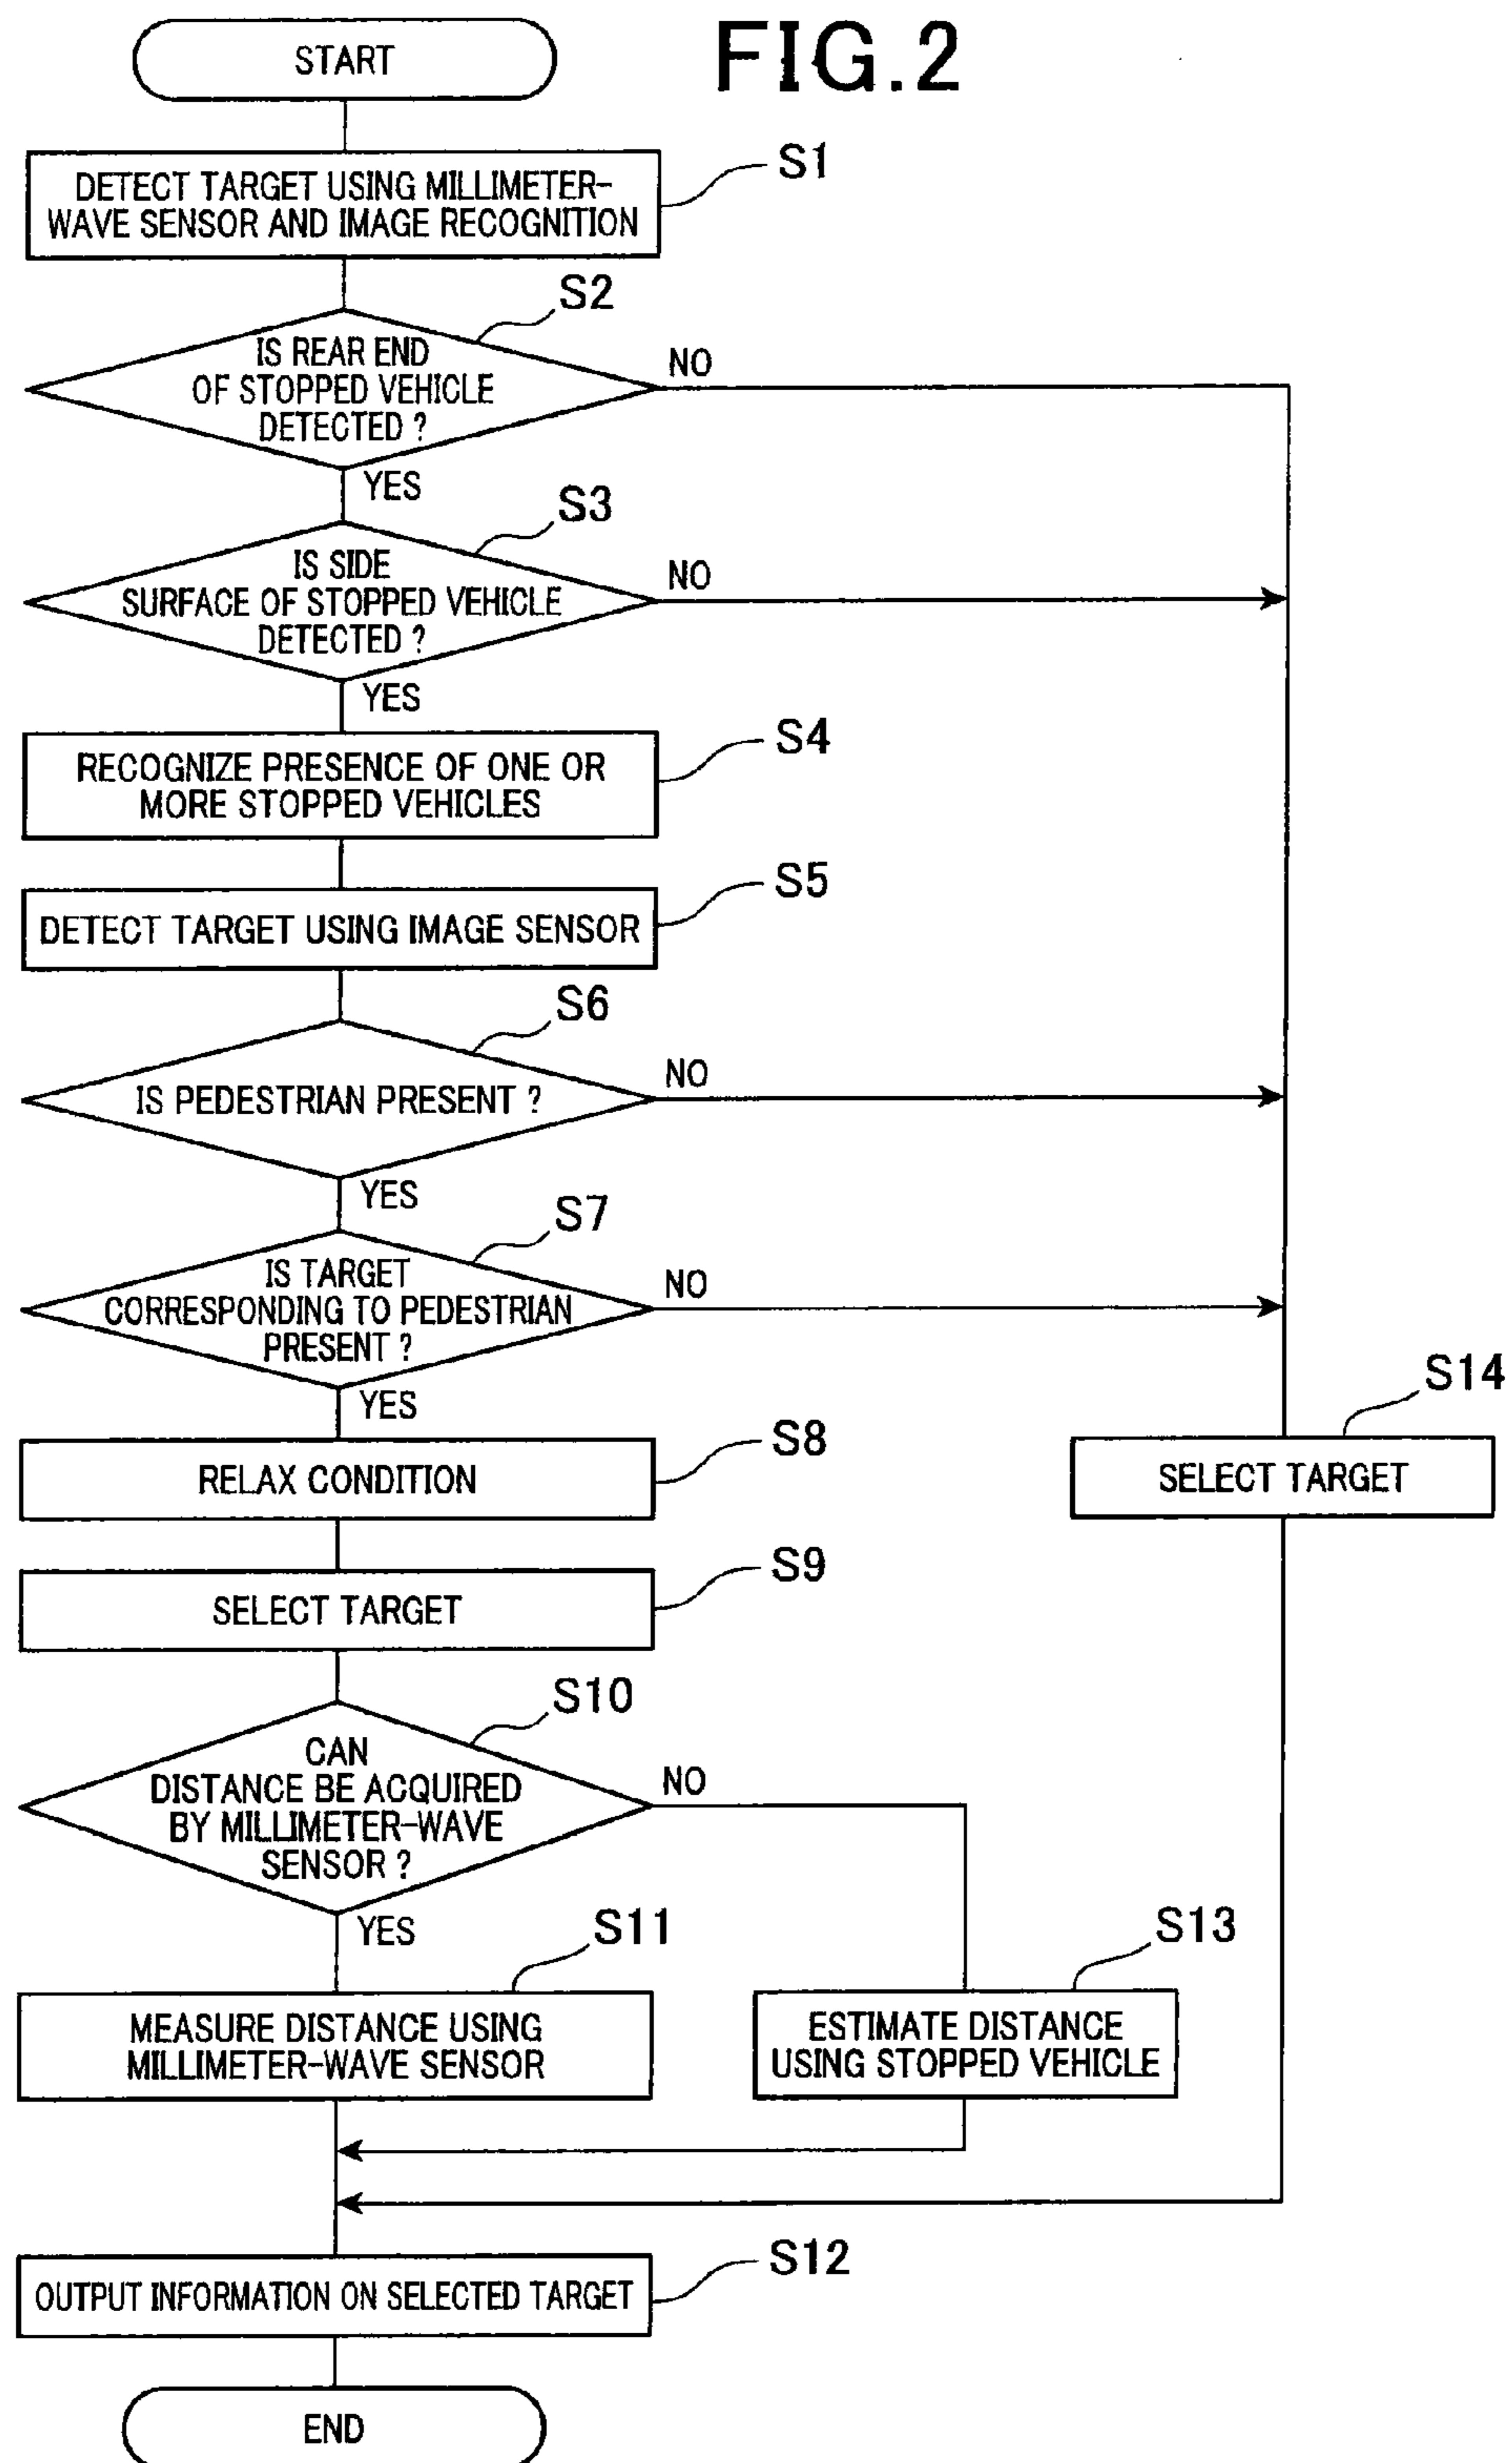 FIG.2
START
S1
DETECT TARGET USING MILLIMETER-
WAVE SENSOR AND IMAGE RECOGNITION
S2
IS REAR END
OF STOPPED VEHICLE
DETECTED ?
NO
YES
S3
IS SIDE
SURFACE OF STOPPED VEHICLE
DETECTED ?
NO
YES
S4
RECOGNIZE PRESENCE OF ONE OR
MORE STOPPED VEHICLES
S5
DETECT TARGET USING IMAGE SENSOR
S6
IS PEDESTRIAN PRESENT ?
NO
YES
S7
IS TARGET
CORRESPONDING TO PEDESTRIAN
PRESENT ?
NO
YES
S14
SELECT TARGET
S8
RELAX CONDITION
S9
SELECT TARGET
S10
CAN
DISTANCE BE ACQUIRED
BY MILLIMETER-WAVE
SENSOR ?
NO
YES
S11
MEASURE DISTANCE USING
MILLIMETER-WAVE SENSOR
S13
ESTIMATE DISTANCE
USING STOPPED VEHICLE
S12
OUTPUT INFORMATION ON SELECTED TARGET
END